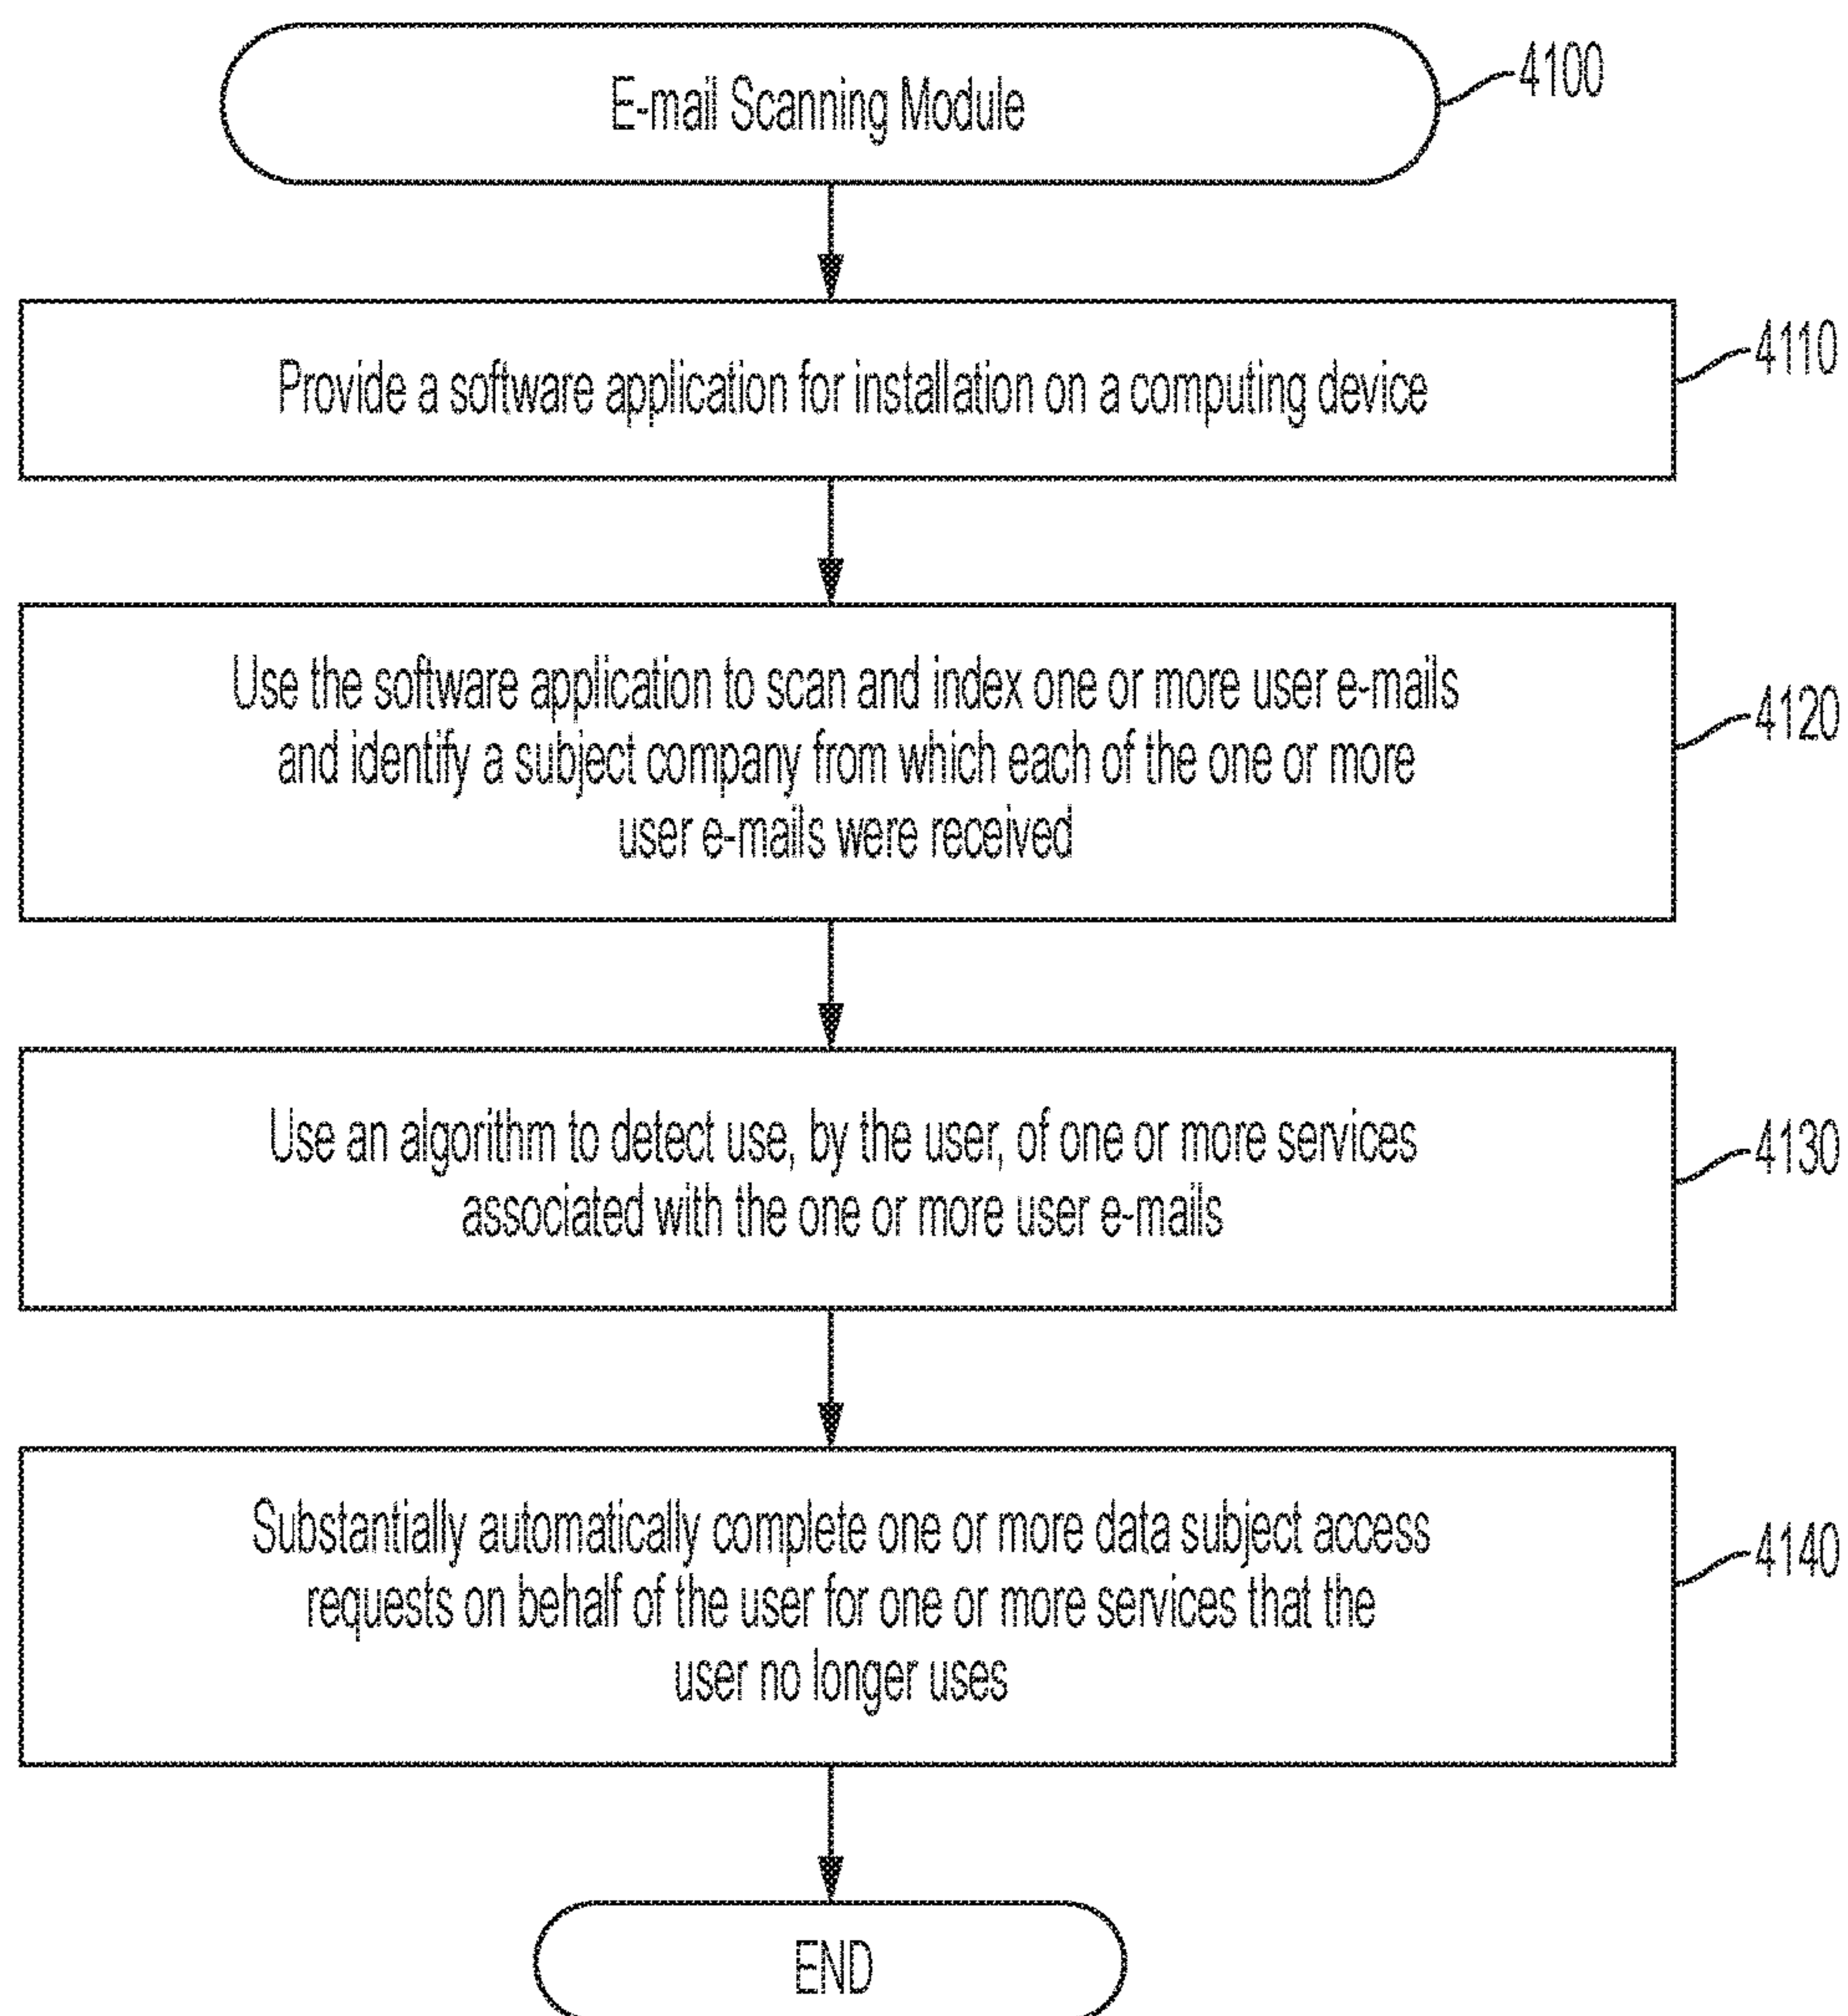 E-mail Scanning Module
4100
Provide a software application for installation on a computing device
4110
Use the software application to scan and index one or more user e-mails
and identify a subject company from which each of the one or more
user e-mails were received
4120
Use an algorithm to detect use, by the user, of one or more services
associated with the one or more user e-mails
4130
Substantially automatically complete one or more data subject access
requests on behalf of the user for one or more services that the
user no longer uses
4140
END